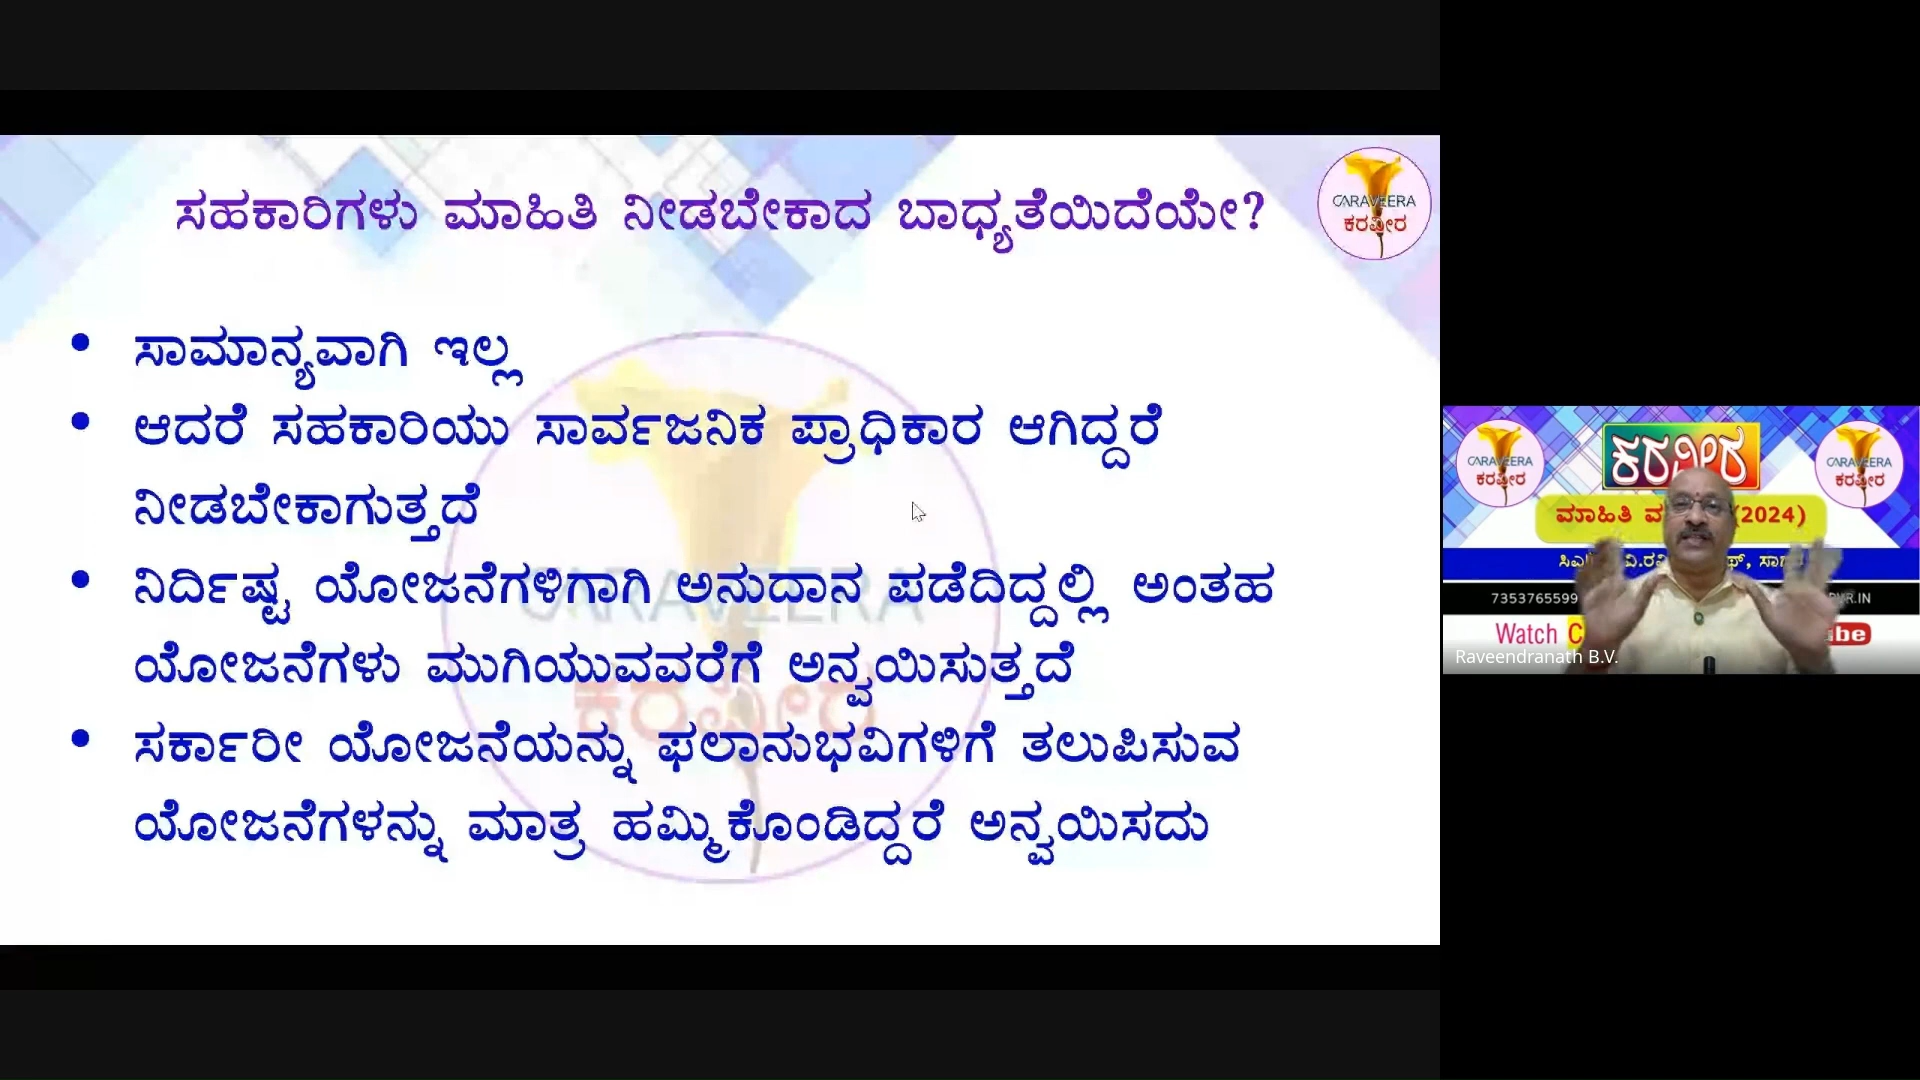 ಸಹಕಾರಿಗಳು ಮಾಹಿತಿ ನೀಡಬೇಕಾದ ಬಾಧ್ಯತೆಯಿದೆಯೇ?
CARAVEERA
ಕರವೀರ
• ಸಾಮಾನ್ಯವಾಗಿ ಇಲ್ಲ
• ಆದರೆ ಸಹಕಾರಿಯು ಸಾರ್ವಜನಿಕ ಪ್ರಾಧಿಕಾರ ಆಗಿದ್ದರೆ
ನೀಡಬೇಕಾಗುತ್ತದೆ
• ನಿರ್ದಿಷ್ಟ ಯೋಜನೆಗಳಿಗಾಗಿ ಅನುದಾನ ಪಡೆದಿದ್ದಲ್ಲಿ ಅಂತಹ
ಯೋಜನೆಗಳು ಮುಗಿಯುವವರೆಗೆ ಅನ್ವಯಿಸುತ್ತದೆ
• ಸರ್ಕಾರೀ ಯೋಜನೆಯನ್ನು ಫಲಾನುಭವಿಗಳಿಗೆ ತಲುಪಿಸುವ
ಯೋಜನೆಗಳನ್ನು ಮಾತ್ರ ಹಮ್ಮಿಕೊಂಡಿದ್ದರೆ ಅನ್ವಯಿಸದು
CARAVEERA
ಕರವೀರ
CARAVEERA
ಕರವೀರ
ಕರವೀರ
CARAVEERA
ಕರವೀರ
ಮಾಹಿತಿ (2024)
7353765599
Watch
Raveendranath B.V.